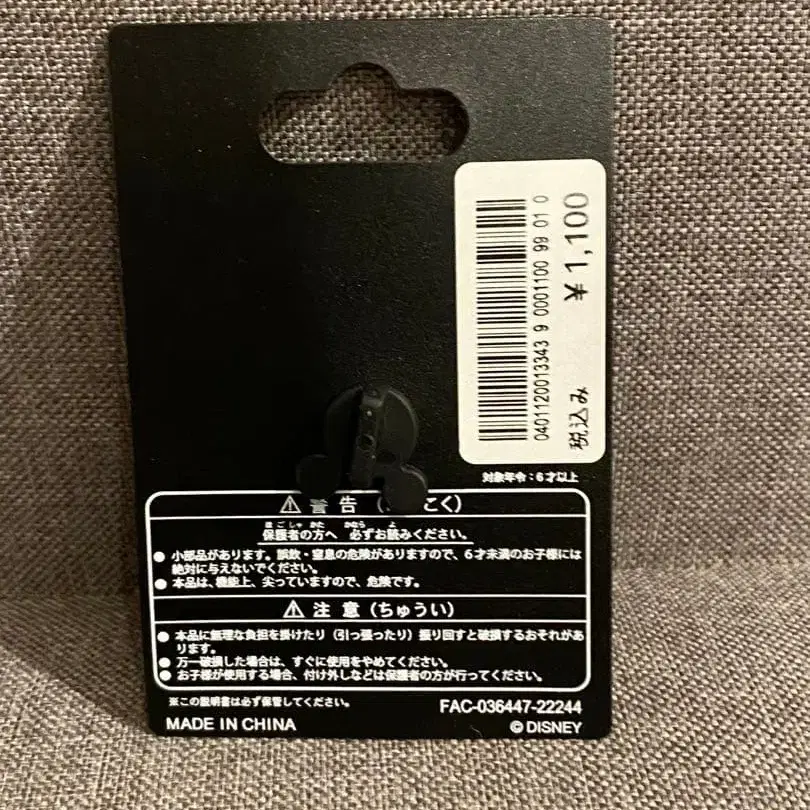 ¥1,100
税込み
0401120013343 9 0001100 99 01 0
対象年令：6才以上
⚠ 警告（ こく）
ほごしゃ かた かなら よ
保護者の方へ 必ずお読みください。
● 小部品があります。誤飲・窒息の危険がありますので、6才未満のお子様には
絶対に与えないでください。
● 本品は、機能上、尖っていますので、危険です。
⚠ 注意（ちゅうい）
● 本品に無理な負担を掛けたり（引っ張ったり）振り回すと破損するおそれがあ
ります。
● 万一破損した場合は、すぐに使用をやめてください。
● お子様が使用する場合、付け外しなどは保護者の方が行ってください。
※この説明書は必ず保管してください。
FAC-036447-22244
MADE IN CHINA
© DISNEY